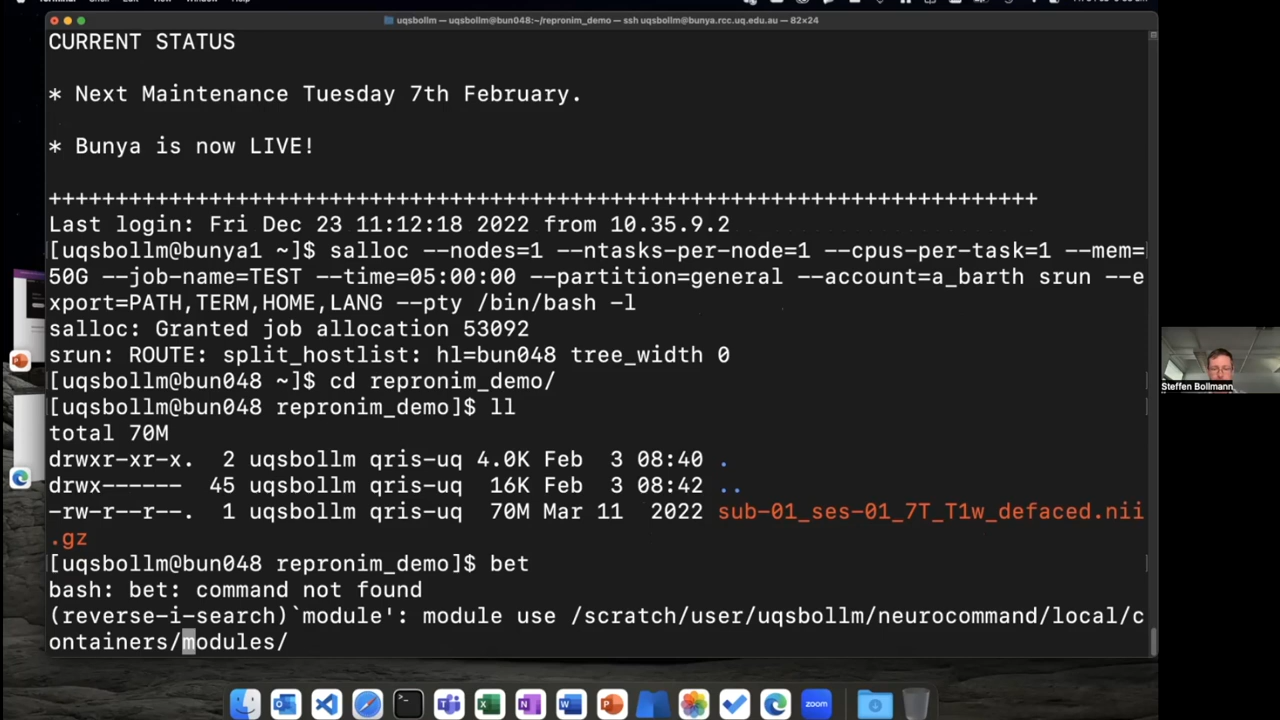 uqsbollm — uqsbollm@bun048:~/repronim_demo — ssh uqsbollm@bunya.rcc.uq.edu.au — 82×24
CURRENT STATUS
* Next Maintenance Tuesday 7th February.
* Bunya is now LIVE!
+++++++++++++++++++++++++++++++++++++++++++++++++++++++++++++++++++++++++++
Last login: Fri Dec 23 11:12:18 2022 from 10.35.9.2
[uqsbollm@bunya1 ~]$ salloc --nodes=1 --ntasks-per-node=1 --cpus-per-task=1 --mem=
50G --job-name=TEST --time=05:00:00 --partition=general --account=a_barth srun --e
xport=PATH,TERM,HOME,LANG --pty /bin/bash -l
salloc: Granted job allocation 53092
srun: ROUTE: split_hostlist: hl=bun048 tree_width 0
[uqsbollm@bun048 ~]$ cd repronim_demo/
[uqsbollm@bun048 repronim_demo]$ ll
total 70M
drwxr-xr-x. 2 uqsbollm qris-uq 4.0K Feb 3 08:40 .
drwx------ 45 uqsbollm qris-uq 16K Feb 3 08:42 ..
-rw-r--r--. 1 uqsbollm qris-uq 70M Mar 11 2022 sub-01_ses-01_7T_T1w_defaced.nii
.gz
[uqsbollm@bun048 repronim_demo]$ bet
bash: bet: command not found
(reverse-i-search)`module': module use /scratch/user/uqsbollm/neurocommand/local/c
ontainers/modules/
Steffen Bollmann
zoom